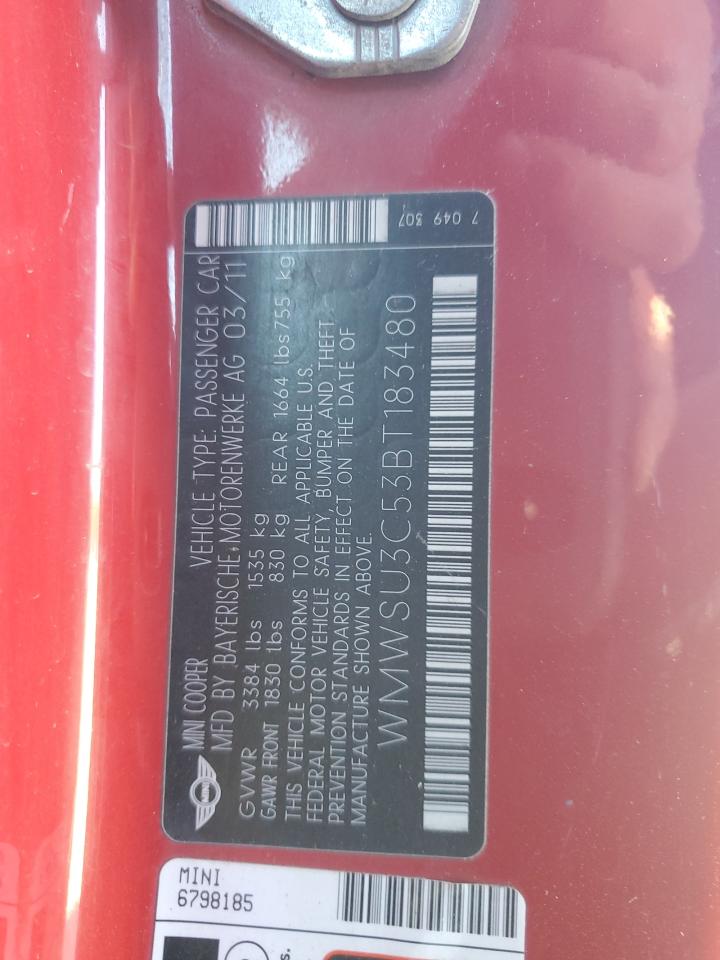 MINI COOPER VEHICLE TYPE: PASSENGER CAR
MFD BY BAYERISCHE MOTORENWERKE AG 03/11
GVWR 3384 lbs 1535 kg
GAWR FRONT 1830 lbs 830 kg REAR 1664 lbs 755 kg
THIS VEHICLE CONFORMS TO ALL APPLICABLE U.S.
FEDERAL MOTOR VEHICLE SAFETY, BUMPER AND THEFT
PREVENTION STANDARDS IN EFFECT ON THE DATE OF
MANUFACTURE SHOWN ABOVE.
WMWSU3C53BT183480
7 049 307
MINI
MINI
6798185
s.